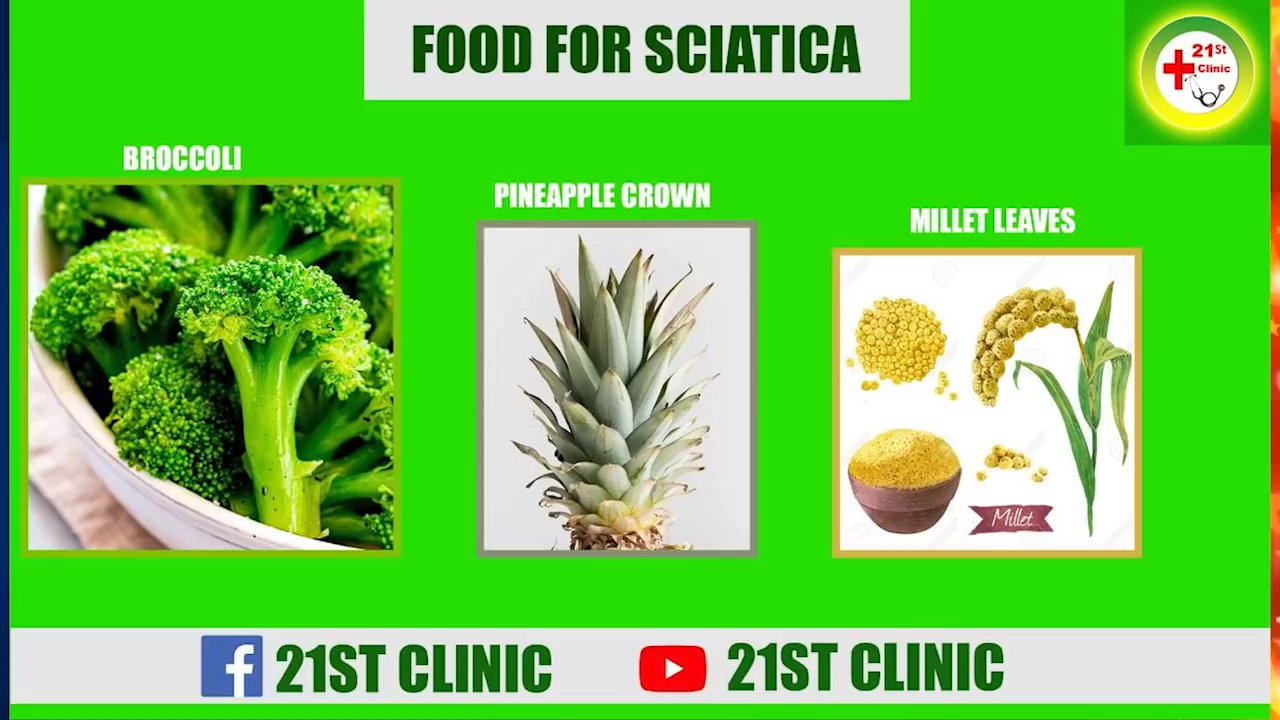 FOOD FOR SCIATICA
21St
Clinic
BROCCOLI
PINEAPPLE CROWN
MILLET LEAVES
Millet
21ST CLINIC
21ST CLINIC